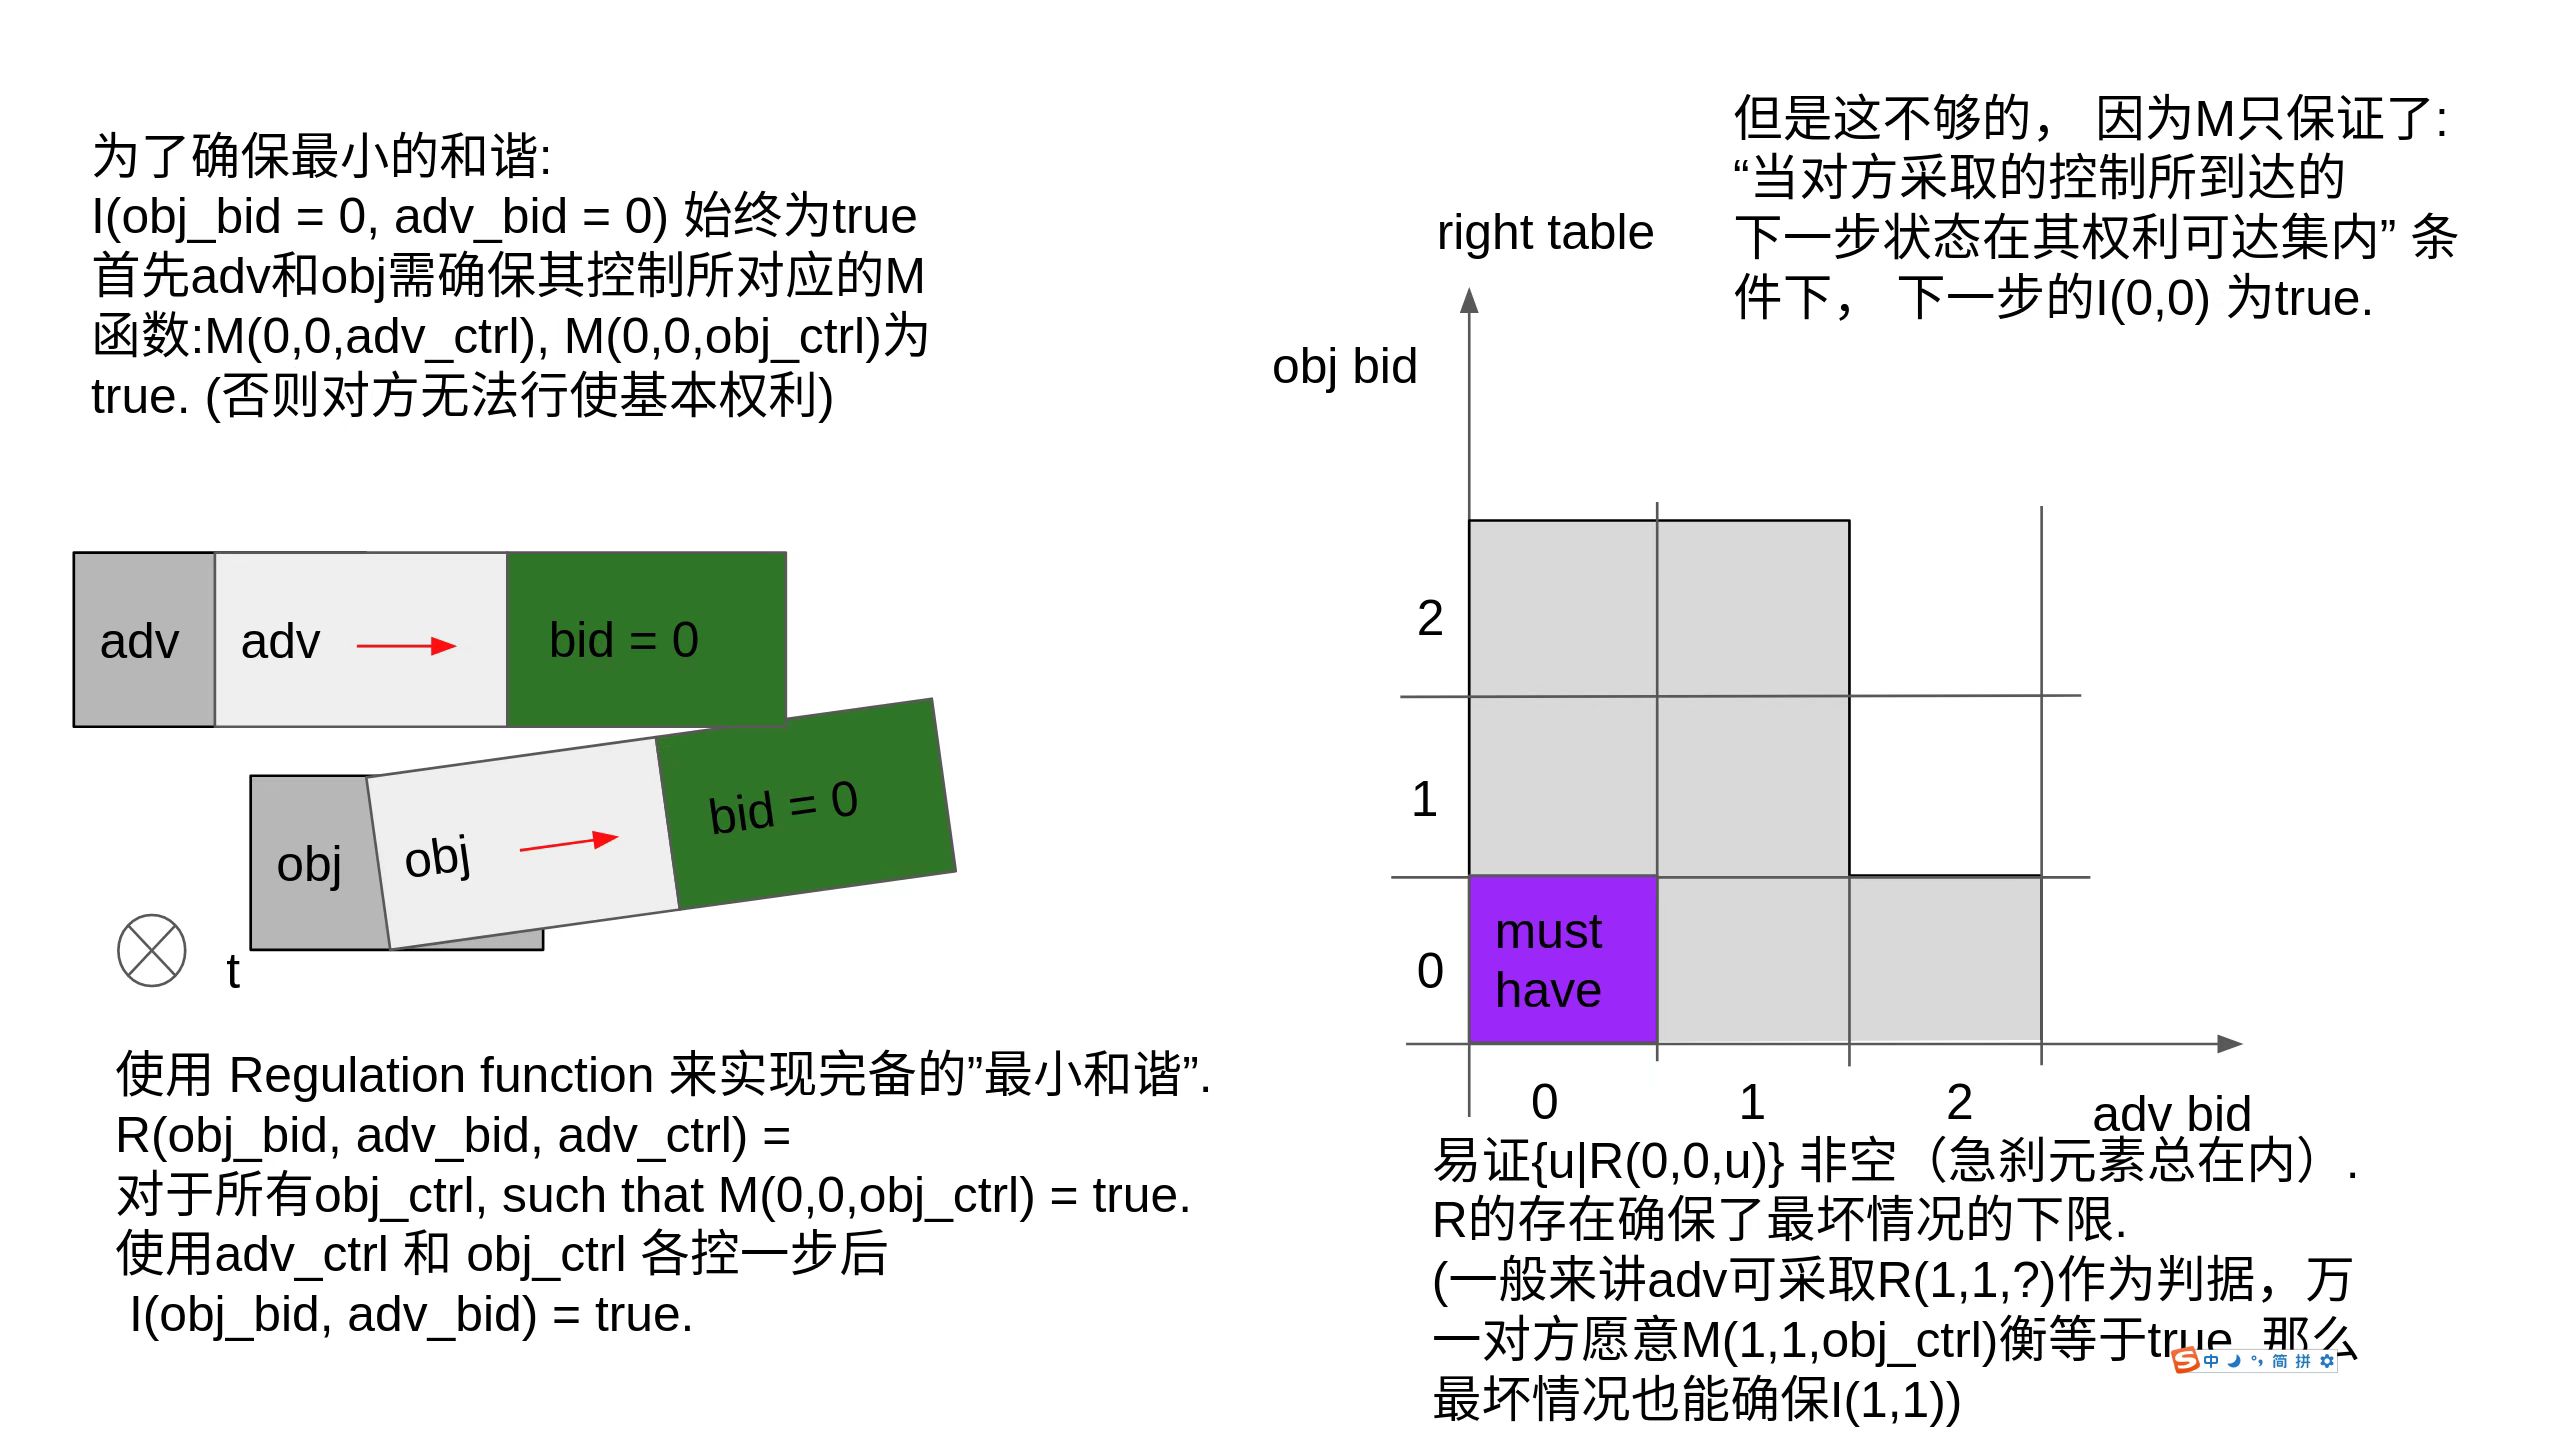 为了确保最小的和谐:
I(obj_bid = 0, adv_bid = 0) 始终为true
首先adv和obj需确保其控制所对应的M
函数:M(0,0,adv_ctrl), M(0,0,obj_ctrl)为
true. (否则对方无法行使基本权利)
但是这不够的， 因为M只保证了:
“当对方采取的控制所到达的
下一步状态在其权利可达集内” 条
件下， 下一步的I(0,0) 为true.
right table
obj bid
2
1
0
must
have
0 1 2
adv bid
adv adv bid = 0
obj obj bid = 0
t
使用 Regulation function 来实现完备的”最小和谐”.
R(obj_bid, adv_bid, adv_ctrl) =
对于所有obj_ctrl, such that M(0,0,obj_ctrl) = true.
使用adv_ctrl 和 obj_ctrl 各控一步后
I(obj_bid, adv_bid) = true.
易证{u|R(0,0,u)} 非空（急刹元素总在内）.
R的存在确保了最坏情况的下限.
(一般来讲adv可采取R(1,1,?)作为判据，万
一对方愿意M(1,1,obj_ctrl)衡等于true 那么
最坏情况也能确保I(1,1))
中 简 拼